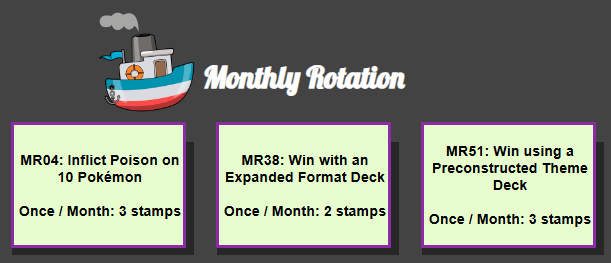 Monthly Rotation
MR04: Inflict Poison on
10 Pokémon
Once / Month: 3 stamps
MR38: Win with an
Expanded Format Deck
Once / Month: 2 stamps
MR51: Win using a
Preconstructed Theme
Deck
Once / Month: 3 stamps